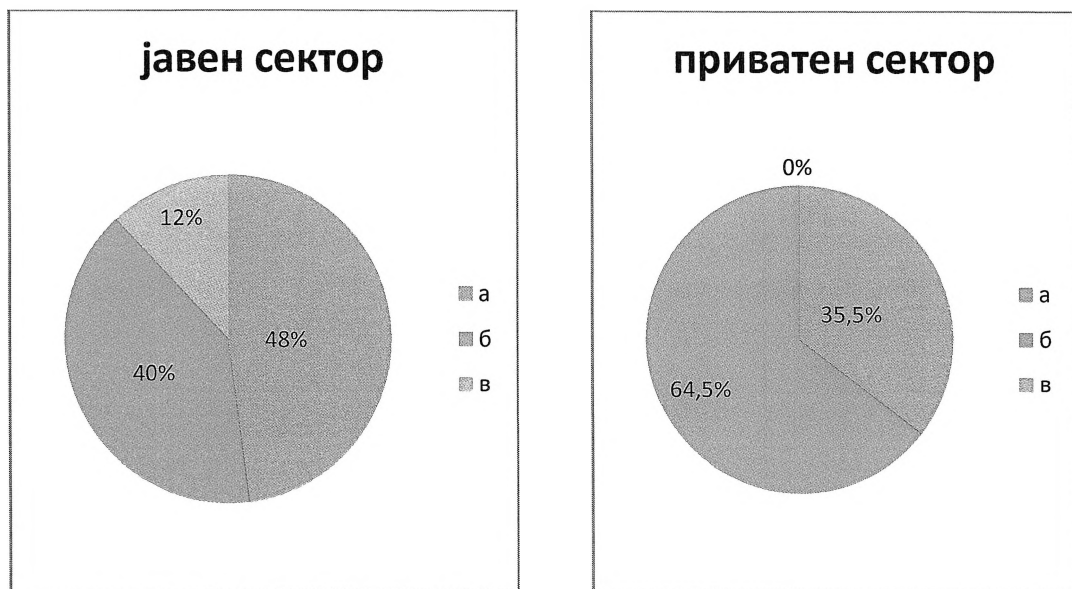 јавен сектор
12%
48%
40%
а
б
в
приватен сектор
0%
35,5%
64,5%
а
б
в